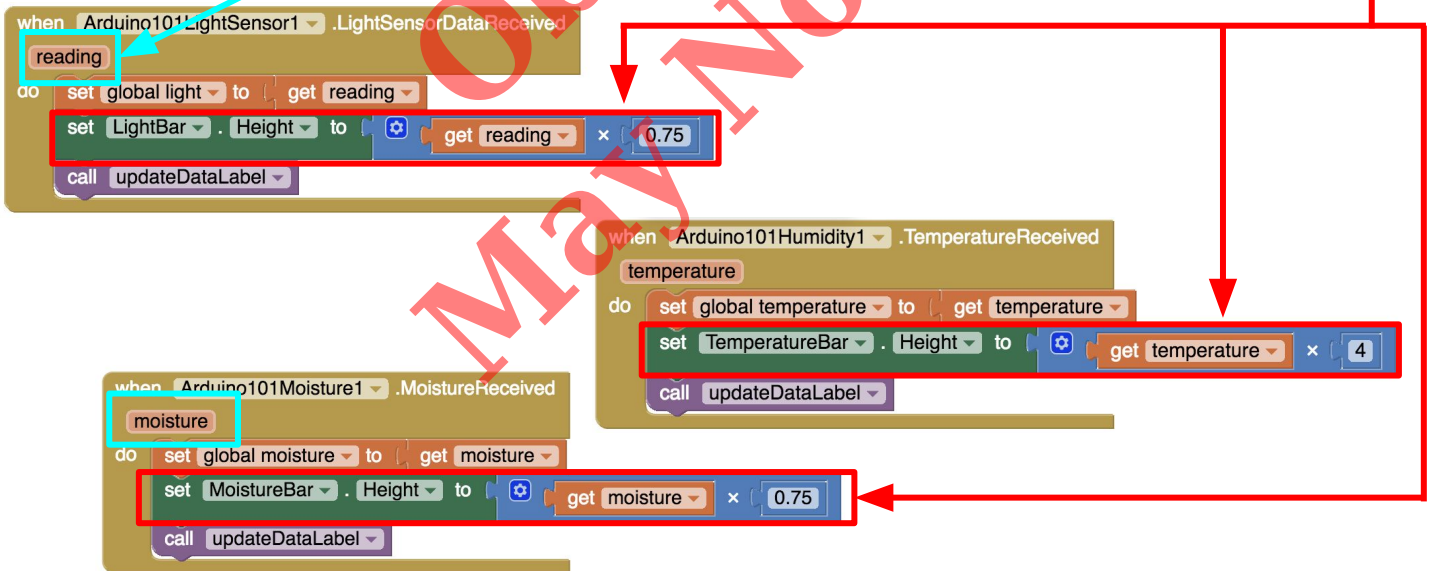 when Arduino101LightSensor1 .LightSensorDataReceived
reading
do set global light to get reading
set LightBar . Height to get reading × 0.75
call updateDataLabel
when Arduino101Humidity1 .TemperatureReceived
temperature
do set global temperature to get temperature
set TemperatureBar . Height to get temperature × 4
call updateDataLabel
when Arduino101Moisture1 .MoistureReceived
moisture
do set global moisture to get moisture
set MoistureBar . Height to get moisture × 0.75
call updateDataLabel
May No